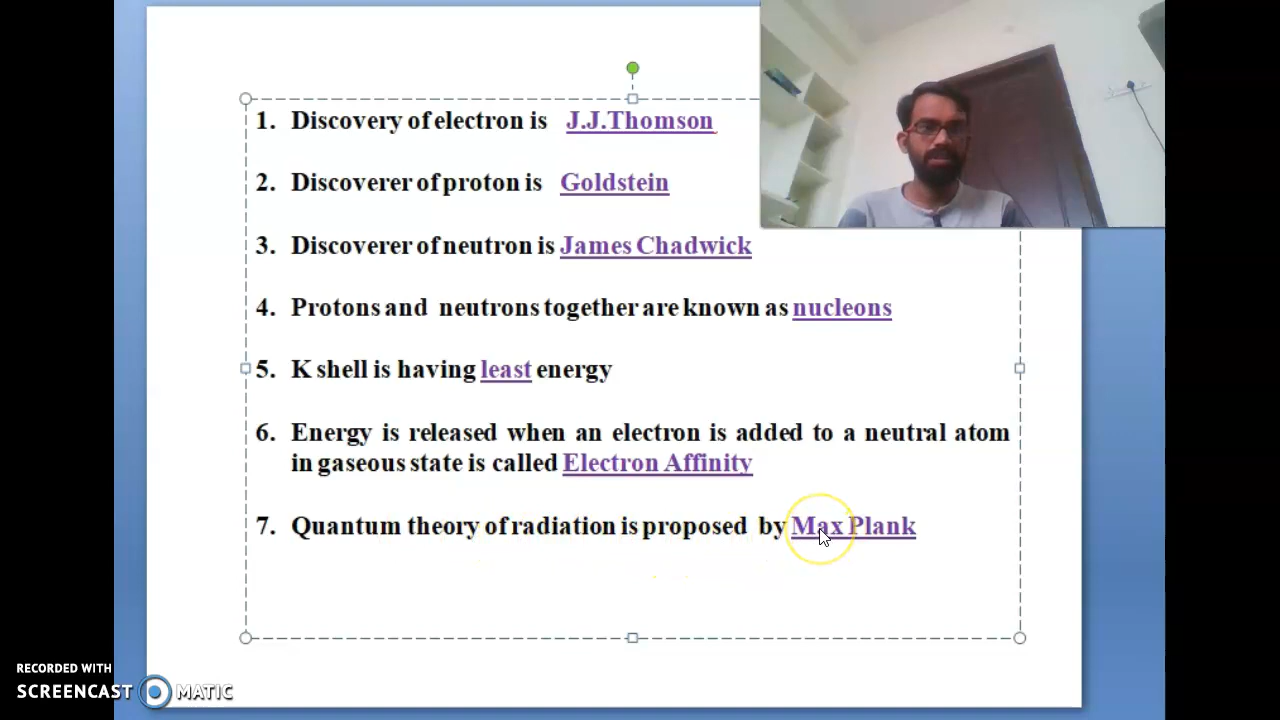 1. Discovery of electron is J.J.Thomson
2. Discoverer of proton is Goldstein
3. Discoverer of neutron is James Chadwick
4. Protons and neutrons together are known as nucleons
5. K shell is having least energy
6. Energy is released when an electron is added to a neutral atom
in gaseous state is called Electron Affinity
7. Quantum theory of radiation is proposed by Max Plank
RECORDED WITH
SCREENCAST MATIC